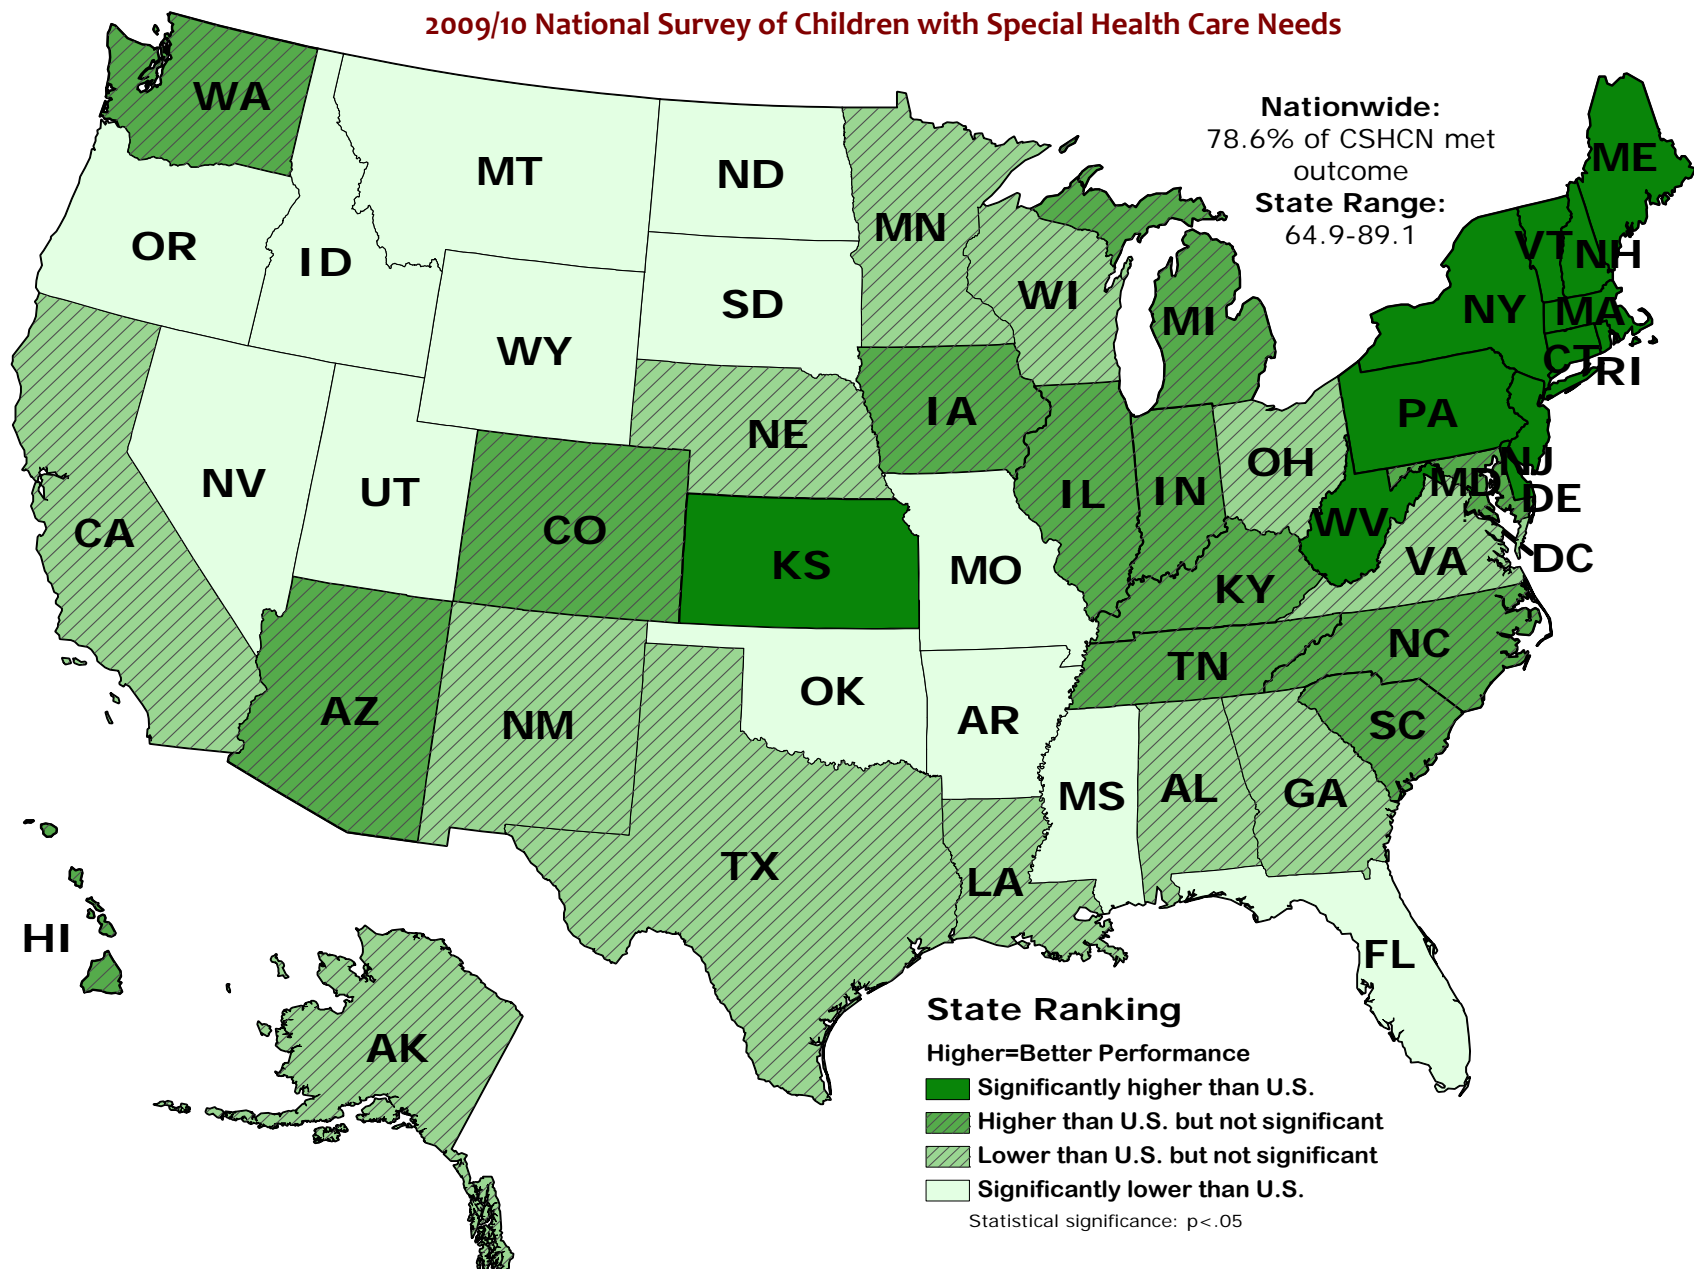 2009/10 National Survey of Children with Special Health Care Needs
Nationwide:
78.6% of CSHCN met
outcome
State Range:
64.9-89.1
WA
MT
ND
ME
OR
ID
MN
VT
NH
SD
WI
MI
NY
MA
WY
CT
RI
NE
IA
PA
NV
UT
OH
NJ
MD
IL
IN
DE
CA
CO
KS
WV
MO
VA
DC
KY
NC
TN
OK
AZ
NM
AR
SC
MS
AL
GA
TX
LA
HI
FL
AK
State Ranking
Higher=Better Performance
Significantly higher than U.S.
Higher than U.S. but not significant
Lower than U.S. but not significant
Significantly lower than U.S.
Statistical significance: p<.05